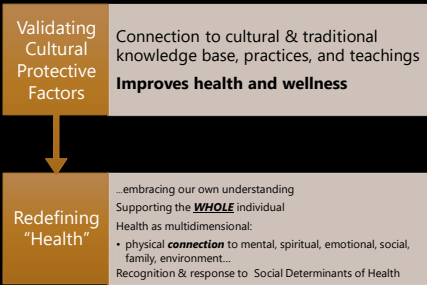 Validating
Cultural
Protective
Factors
Connection to cultural & traditional
knowledge base, practices, and teachings
Improves health and wellness
Redefining
“Health”
…embracing our own understanding
Supporting the WHOLE individual
Health as multidimensional:
• physical connection to mental, spiritual, emotional, social,
family, environment…
Recognition & response to Social Determinants of Health